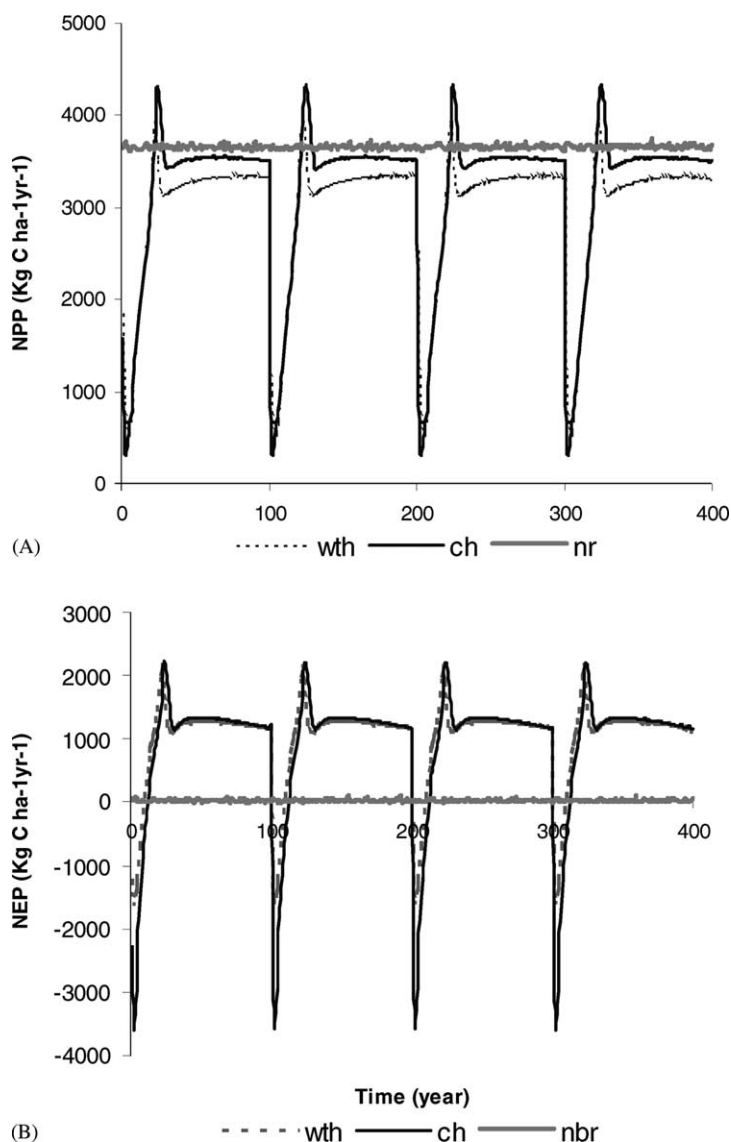 5000
4000
3000
2000
1000
0
NPP (Kg C ha-1yr-1)
0 100 200 300 400
(A)
wth ch nr
3000
2000
1000
0
-1000
-2000
-3000
-4000
NEP (Kg C ha-1yr-1)
0 100 200 300 400
Time (year)
(B)
wth ch nbr